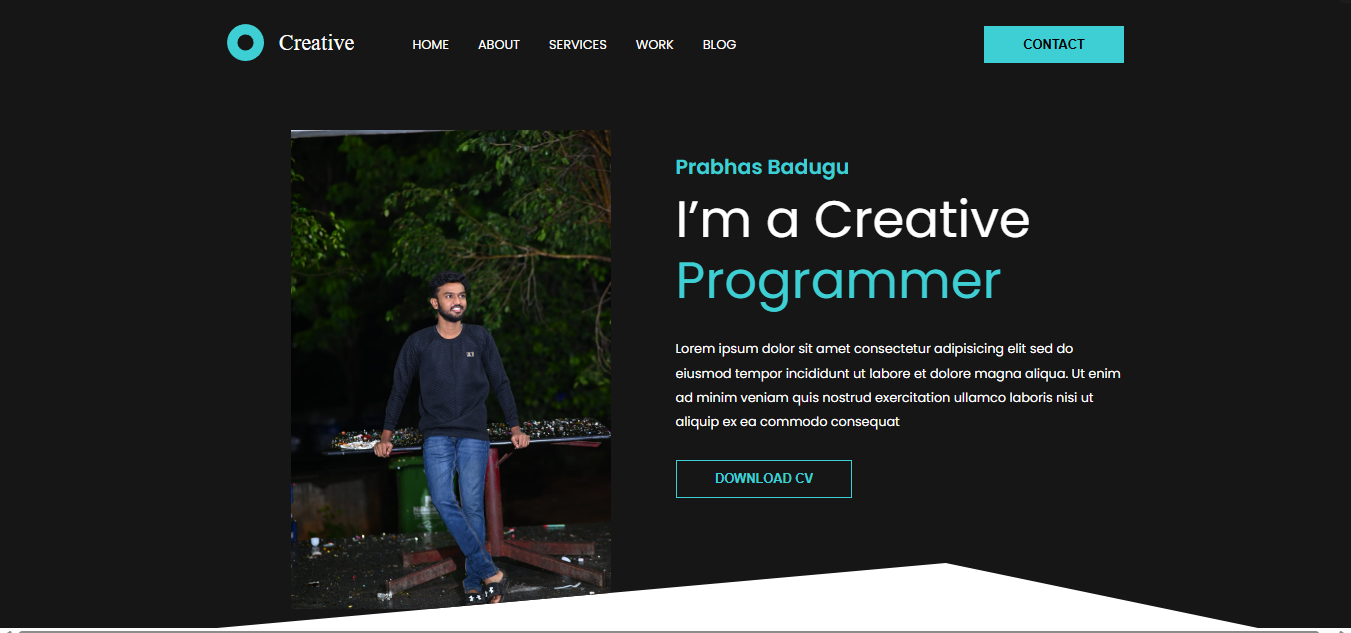 Creative
HOME ABOUT SERVICES WORK BLOG
CONTACT
Prabhas Badugu
I’m a Creative
Programmer
Lorem ipsum dolor sit amet consectetur adipisicing elit sed do
eiusmod tempor incididunt ut labore et dolore magna aliqua. Ut enim
ad minim veniam quis nostrud exercitation ullamco laboris nisi ut
aliquip ex ea commodo consequat
DOWNLOAD CV